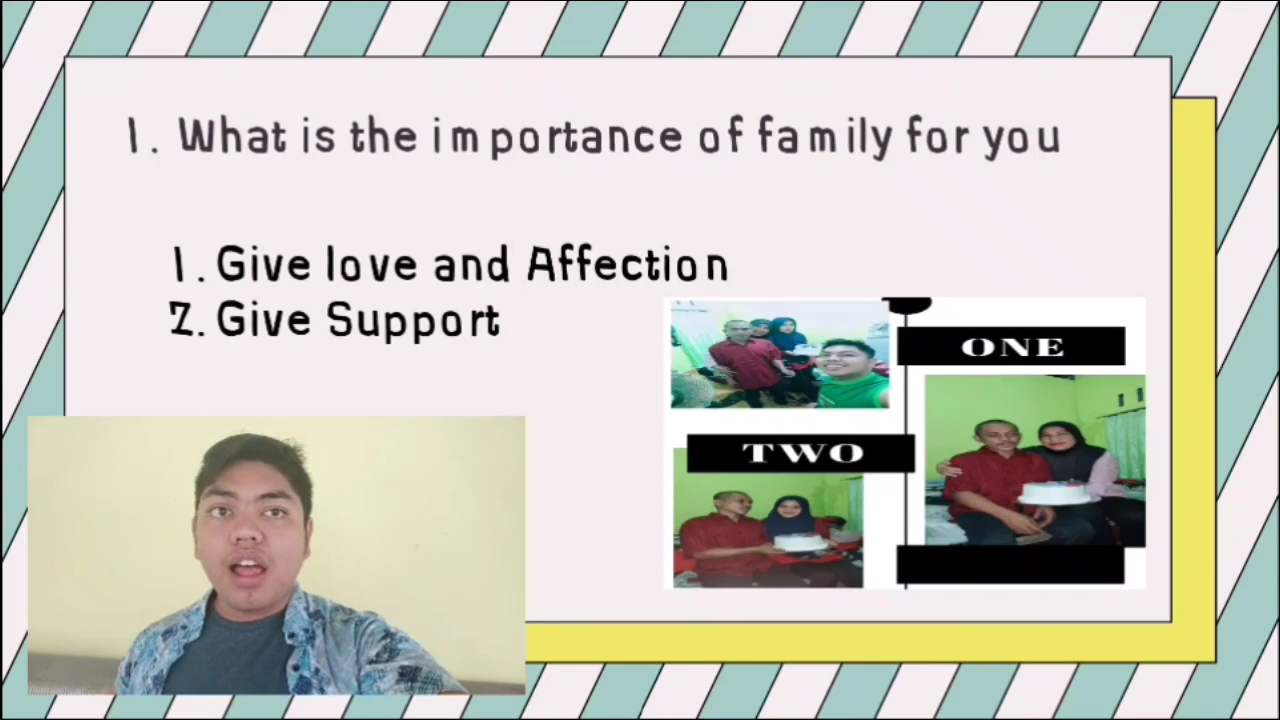 1. What is the importance of family for you
1. Give love and Affection
2. Give Support
ONE
TWO